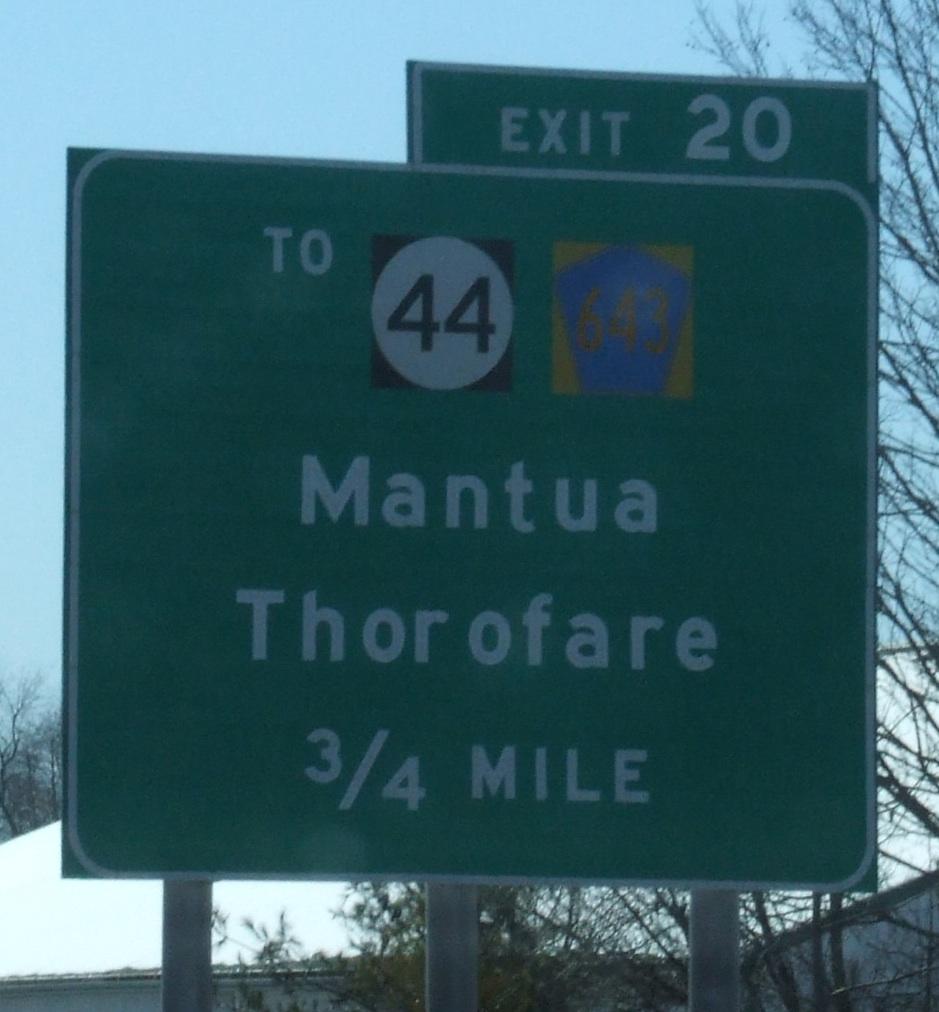 EXIT 20
TO 44 643
Mantua
Thorofare
3/4 MILE